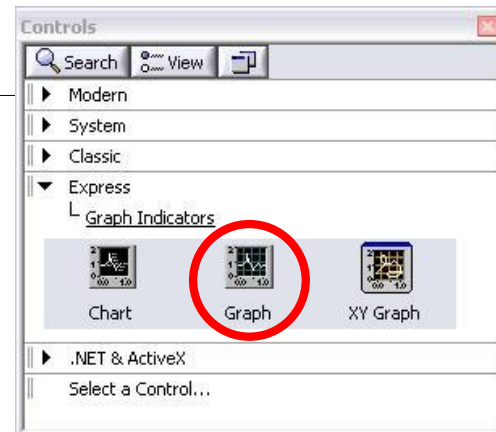 Controls
Search View
Modern
System
Classic
Express
Graph Indicators
Chart Graph XY Graph
.NET & ActiveX
Select a Control...